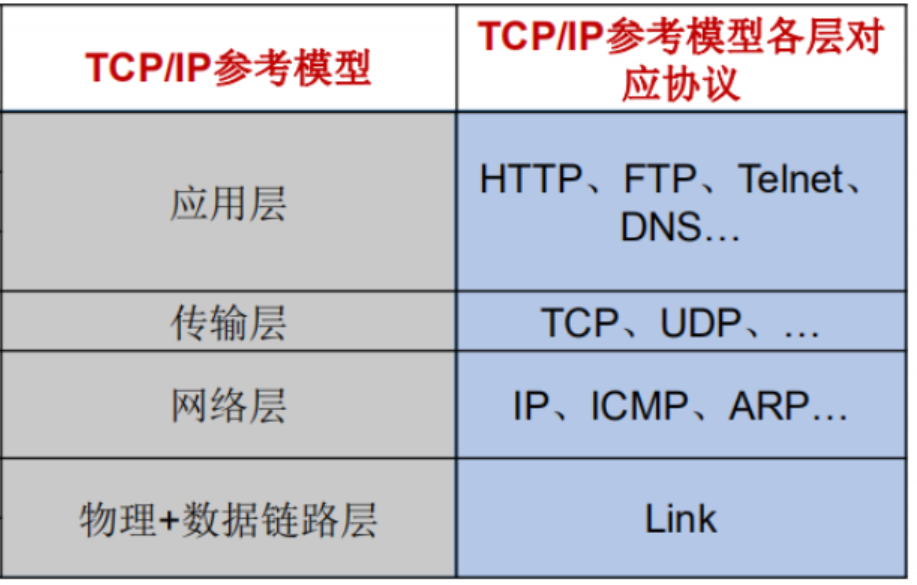 TCP/IP参考模型
TCP/IP参考模型各层对
应协议
应用层
HTTP、FTP、Telnet、
DNS…
传输层
TCP、UDP、…
网络层
IP、ICMP、ARP…
物理+数据链路层
Link